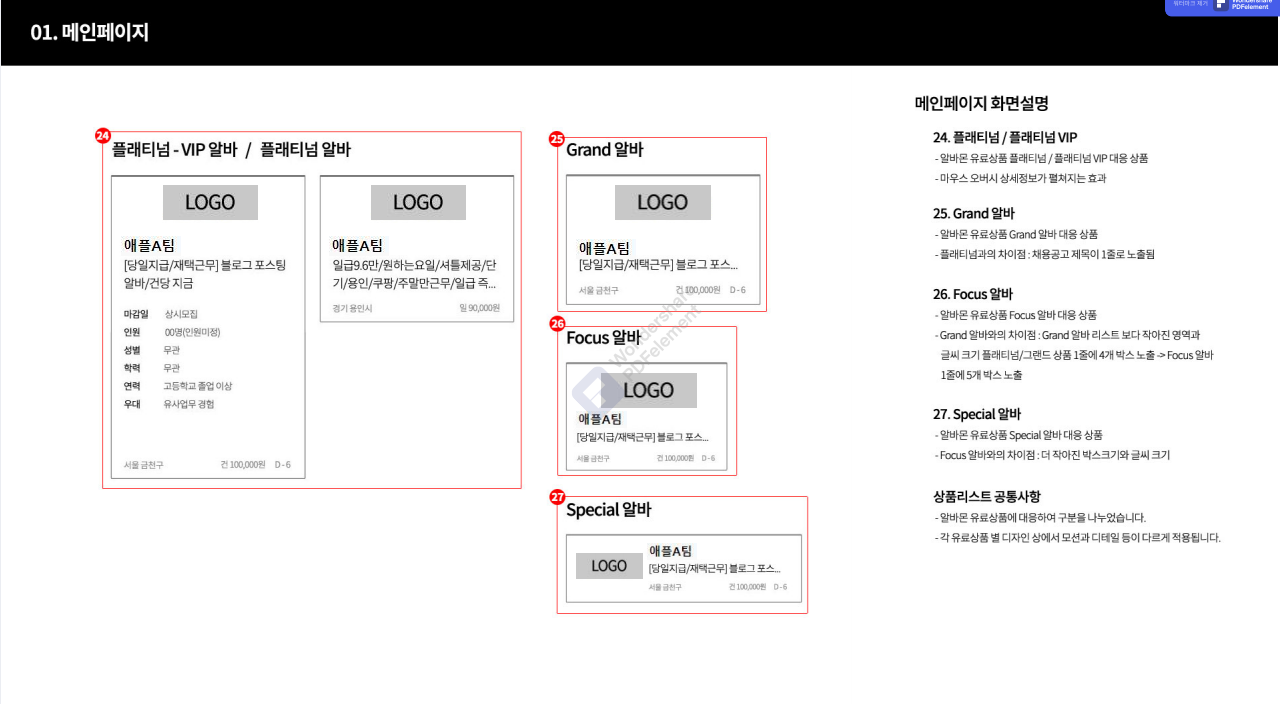 워터마크 제거
Wondershare
PDFelement
01. 메인페이지
24
플래티넘 - VIP 알바 / 플래티넘 알바
LOGO
애플A팀
[당일지급/재택근무] 블로그 포스팅
알바/건당 지금
마감일 상시모집
인원 00명(인원미정)
성별 무관
학력 무관
연력 고등학교 졸업 이상
우대 유사업무 경험
서울 금천구 건 100,000원 D - 6
LOGO
애플A팀
일급9.6만/원하는요일/셔틀제공/단
기/용인/쿠팡/주말만근무/일급 즉...
경기 용인시 일 90,000원
25
Grand 알바
LOGO
애플A팀
[당일지급/재택근무] 블로그 포스...
서울 금천구 건 100,000원 D - 6
26
Focus 알바
LOGO
애플A팀
[당일지급/재택근무] 블로그 포스...
서울 금천구 건 100,000원 D - 6
Wondershare
PDFelement
27
Special 알바
LOGO
애플A팀
[당일지급/재택근무] 블로그 포스...
서울 금천구 건 100,000원 D - 6
메인페이지 화면설명
24. 플래티넘 / 플래티넘 VIP
- 알바몬 유료상품 플래티넘 / 플래티넘 VIP 대응 상품
- 마우스 오버시 상세정보가 펼쳐지는 효과
25. Grand 알바
- 알바몬 유료상품 Grand 알바 대응 상품
- 플래티넘과의 차이점 : 채용공고 제목이 1줄로 노출됨
26. Focus 알바
- 알바몬 유료상품 Focus 알바 대응 상품
- Grand 알바와의 차이점 : Grand 알바 리스트 보다 작아진 영역과
글씨 크기 플래티넘/그랜드 상품 1줄에 4개 박스 노출 -> Focus 알바
1줄에 5개 박스 노출
27. Special 알바
- 알바몬 유료상품 Special 알바 대응 상품
- Focus 알바와의 차이점 : 더 작아진 박스크기와 글씨 크기
상품리스트 공통사항
- 알바몬 유료상품에 대응하여 구분을 나누었습니다.
- 각 유료상품 별 디자인 상에서 모션과 디테일 등이 다르게 적용됩니다.